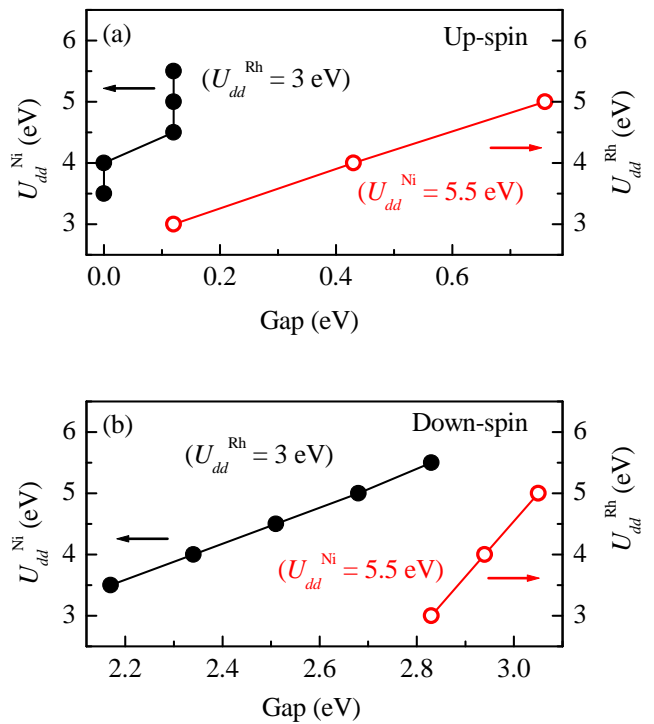 (a) Up-spin
(U_dd^Rh = 3 eV)
(U_dd^Ni = 5.5 eV)
6
5
4
3
U_dd^Ni (eV)
6
5
4
3
U_dd^Rh (eV)
0.0 0.2 0.4 0.6
Gap (eV)
(b) Down-spin
(U_dd^Rh = 3 eV)
(U_dd^Ni = 5.5 eV)
6
5
4
3
U_dd^Ni (eV)
6
5
4
3
U_dd^Rh (eV)
2.2 2.4 2.6 2.8 3.0
Gap (eV)